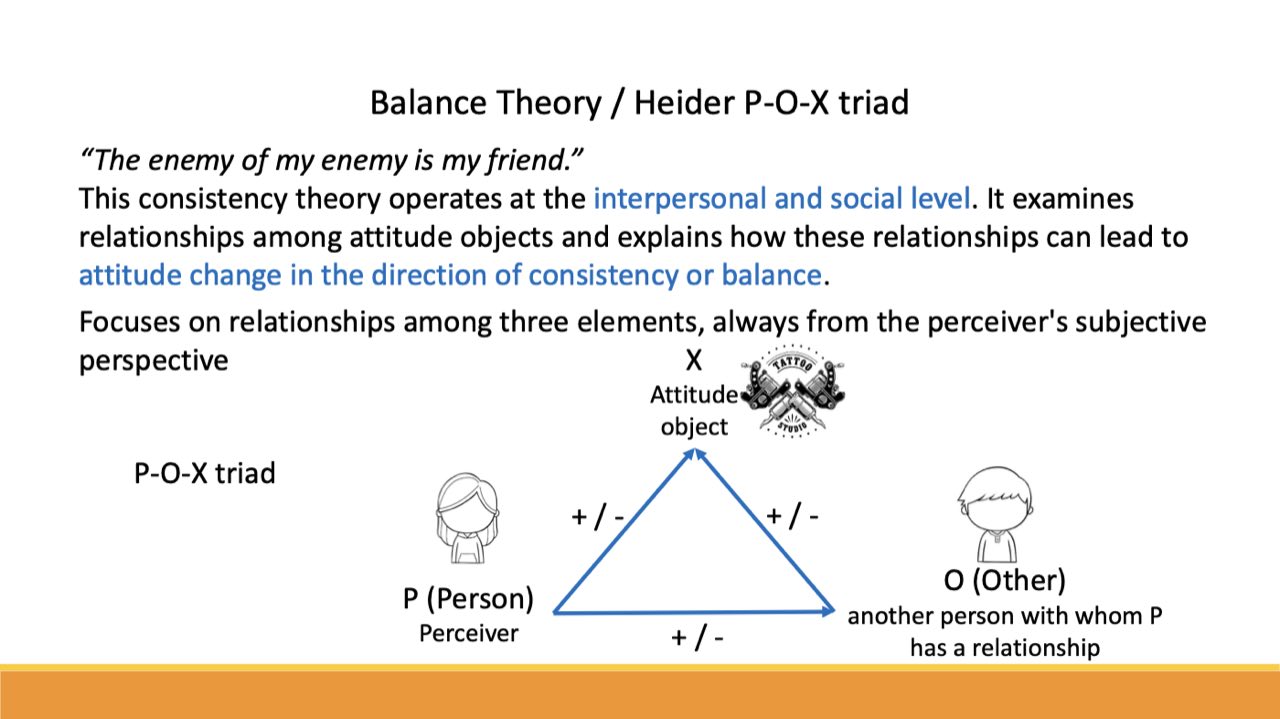 Balance Theory / Heider P-O-X triad
“The enemy of my enemy is my friend.”
This consistency theory operates at the interpersonal and social level. It examines
relationships among attitude objects and explains how these relationships can lead to
attitude change in the direction of consistency or balance.
Focuses on relationships among three elements, always from the perceiver's subjective
perspective
X
TATTOO
Attitude
object
STUDIO
P-O-X triad
+ / -
+ / -
P (Person)
Perceiver
O (Other)
another person with whom P
has a relationship
+ / -